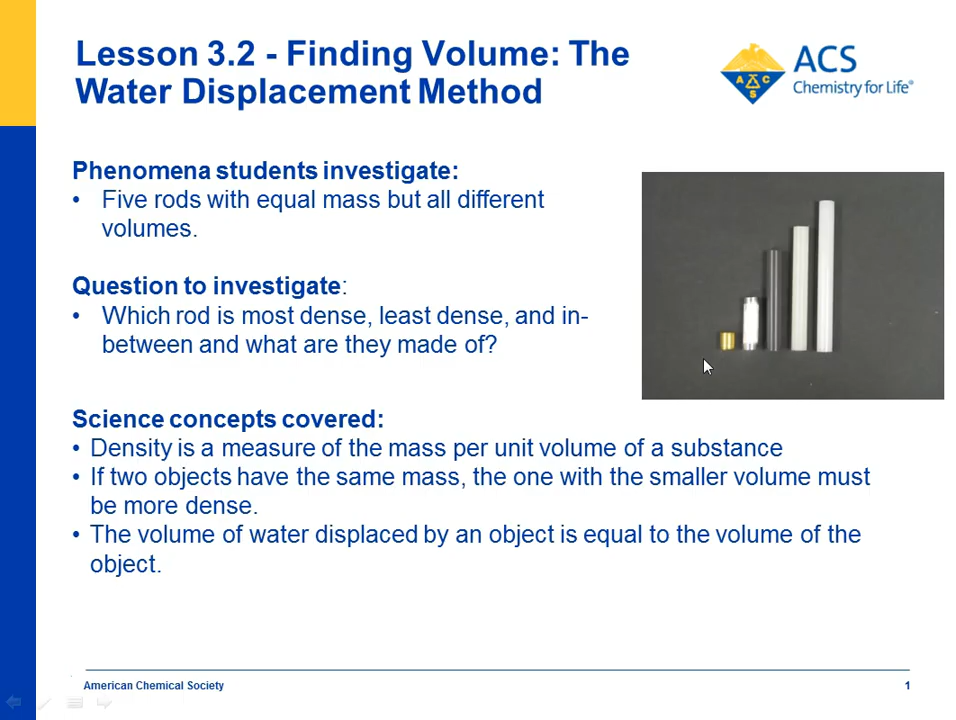 Lesson 3.2 - Finding Volume: The
Water Displacement Method
A C S
ACS
Chemistry for Life®
Phenomena students investigate:
• Five rods with equal mass but all different
volumes.
Question to investigate:
• Which rod is most dense, least dense, and in-
between and what are they made of?
Science concepts covered:
• Density is a measure of the mass per unit volume of a substance
• If two objects have the same mass, the one with the smaller volume must
be more dense.
• The volume of water displaced by an object is equal to the volume of the
object.
American Chemical Society
1